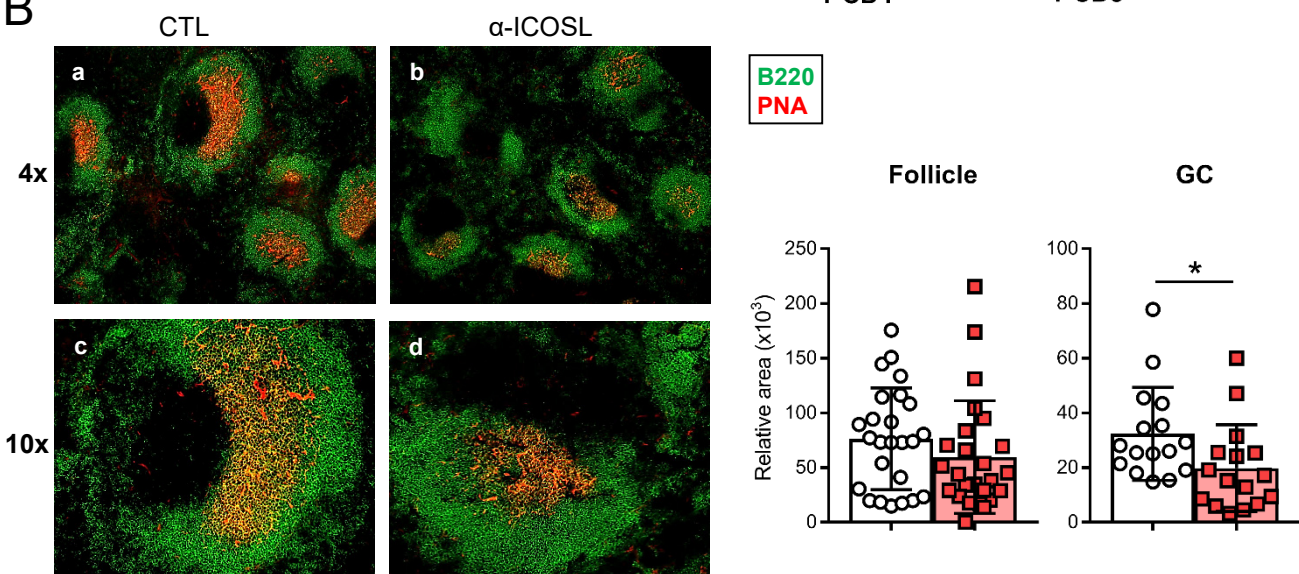 B
CTL
α-ICOSL
a
b
4x
c
d
10x
B220
PNA
Follicle
GC
Relative area (x10³)
250
200
150
100
50
0
100
80
60
40
20
0
*